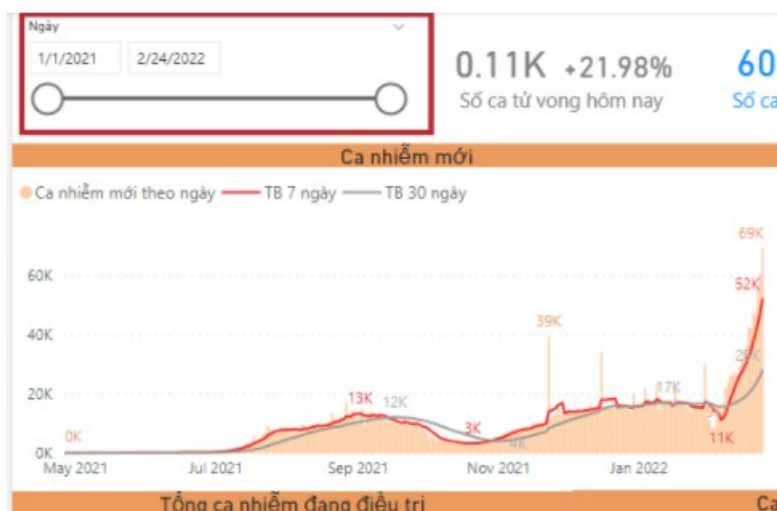 Ngày
1/1/2021 2/24/2022
0.11K +21.98%
Số ca tử vong hôm nay
60
Số ca
Ca nhiễm mới
Ca nhiễm mới theo ngày TB 7 ngày TB 30 ngày
69K
60K
52K
40K
39K
20K
17K
13K
12K
11K
3K
4K
0K
0K
May 2021 Jul 2021 Sep 2021 Nov 2021 Jan 2022
Tổng ca nhiễm đang điều trị
Ca